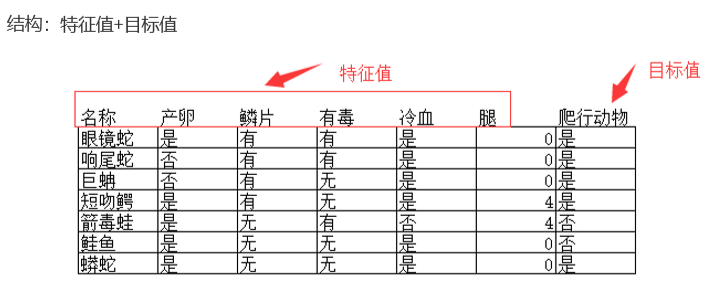 结构：特征值+目标值
特征值
目标值
名称 产卵 鳞片 有毒 冷血 腿 爬行动物
眼镜蛇 是 有 有 是 0 是
响尾蛇 否 有 有 是 0 是
巨蚺 否 有 无 是 0 是
短吻鳄 是 有 无 是 4 是
箭毒蛙 是 无 有 否 4 否
鲑鱼 是 无 无 是 0 否
蟒蛇 是 无 无 是 0 是